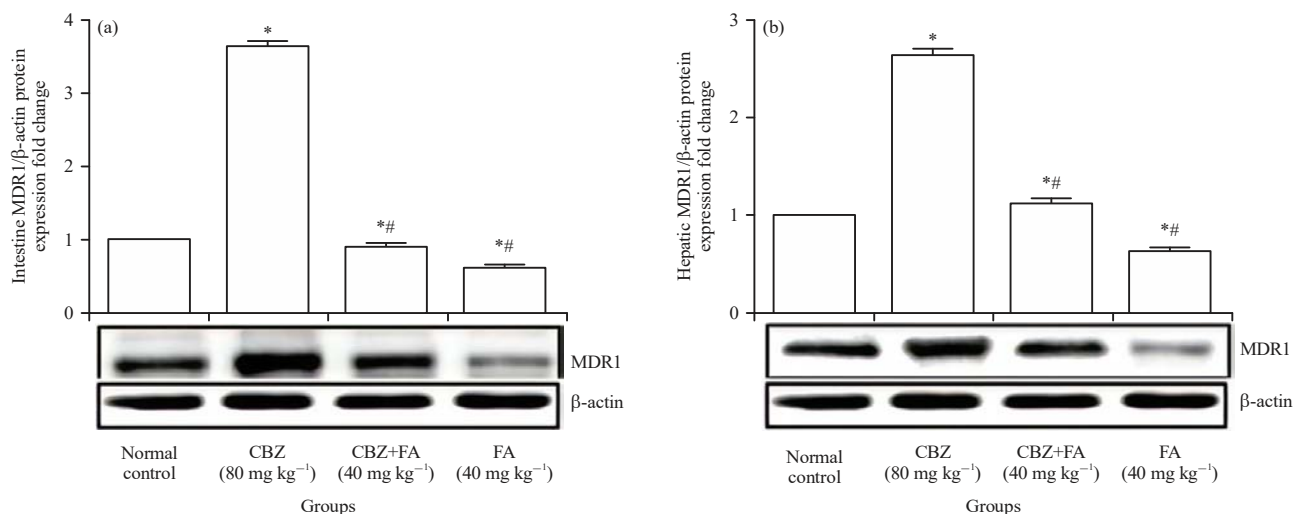 (a)
Intestine MDR1/β-actin protein
expression fold change
5
4
3
2
1
0
*
*#
*#
MDR1
β-actin
Normal
control
CBZ
(80 mg kg⁻¹)
CBZ+FA
(40 mg kg⁻¹)
FA
(40 mg kg⁻¹)
Groups
(b)
Hepatic MDR1/β-actin protein
expression fold change
3
2
1
0
*
*#
*#
MDR1
β-actin
Normal
control
CBZ
(80 mg kg⁻¹)
CBZ+FA
(40 mg kg⁻¹)
FA
(40 mg kg⁻¹)
Groups